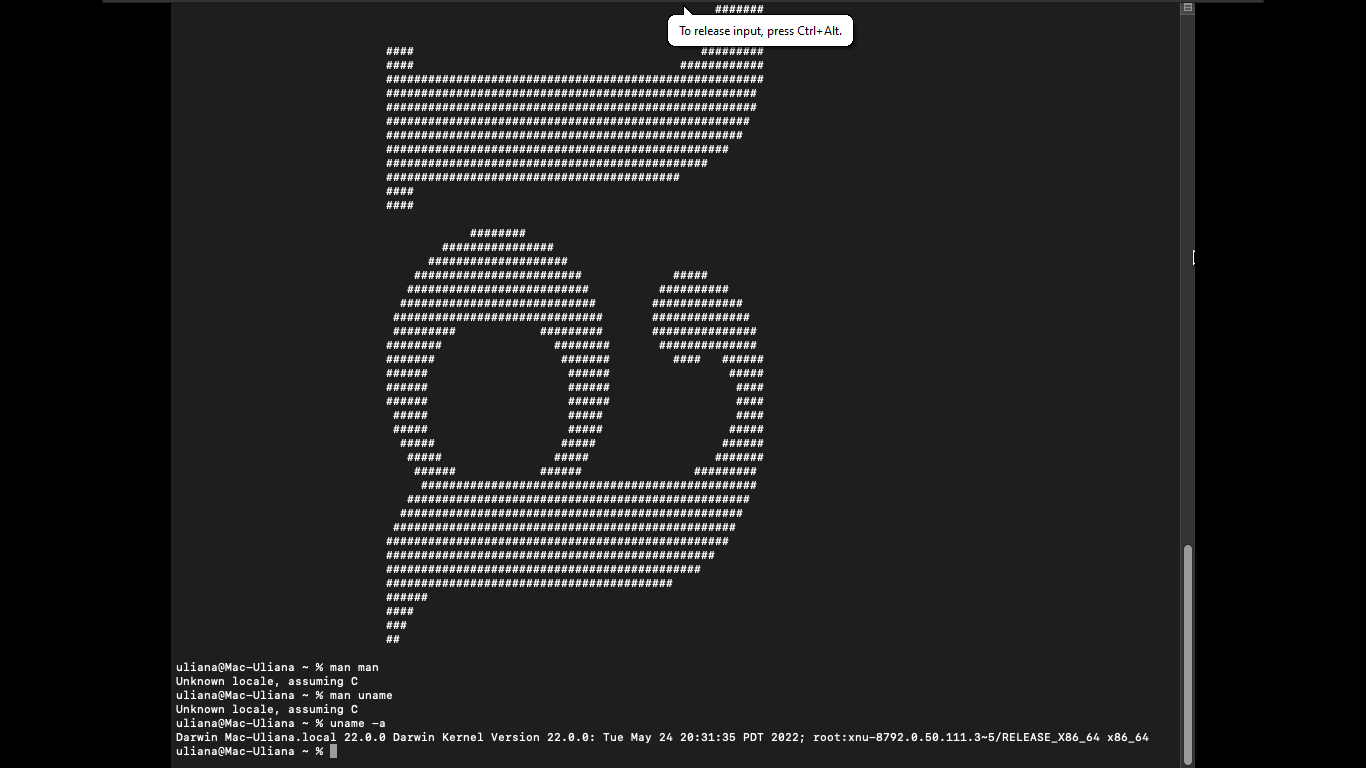 To release input, press Ctrl+Alt.
uliana@Mac-Uliana ~ % man man
Unknown locale, assuming C
uliana@Mac-Uliana ~ % man uname
Unknown locale, assuming C
uliana@Mac-Uliana ~ % uname -a
Darwin Mac-Uliana.local 22.0.0 Darwin Kernel Version 22.0.0: Tue May 24 20:31:35 PDT 2022; root:xnu-8792.0.50.111.3~5/RELEASE_X86_64 x86_64
uliana@Mac-Uliana ~ %